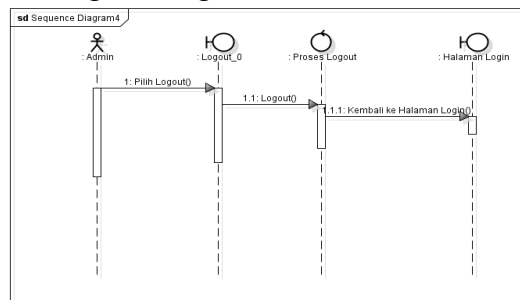 sd Sequence Diagram4
: Admin
: Logout_0
: Proses Logout
: Halaman Login
1: Pilih Logout()
1.1: Logout()
1.1.1: Kembali ke Halaman Login()